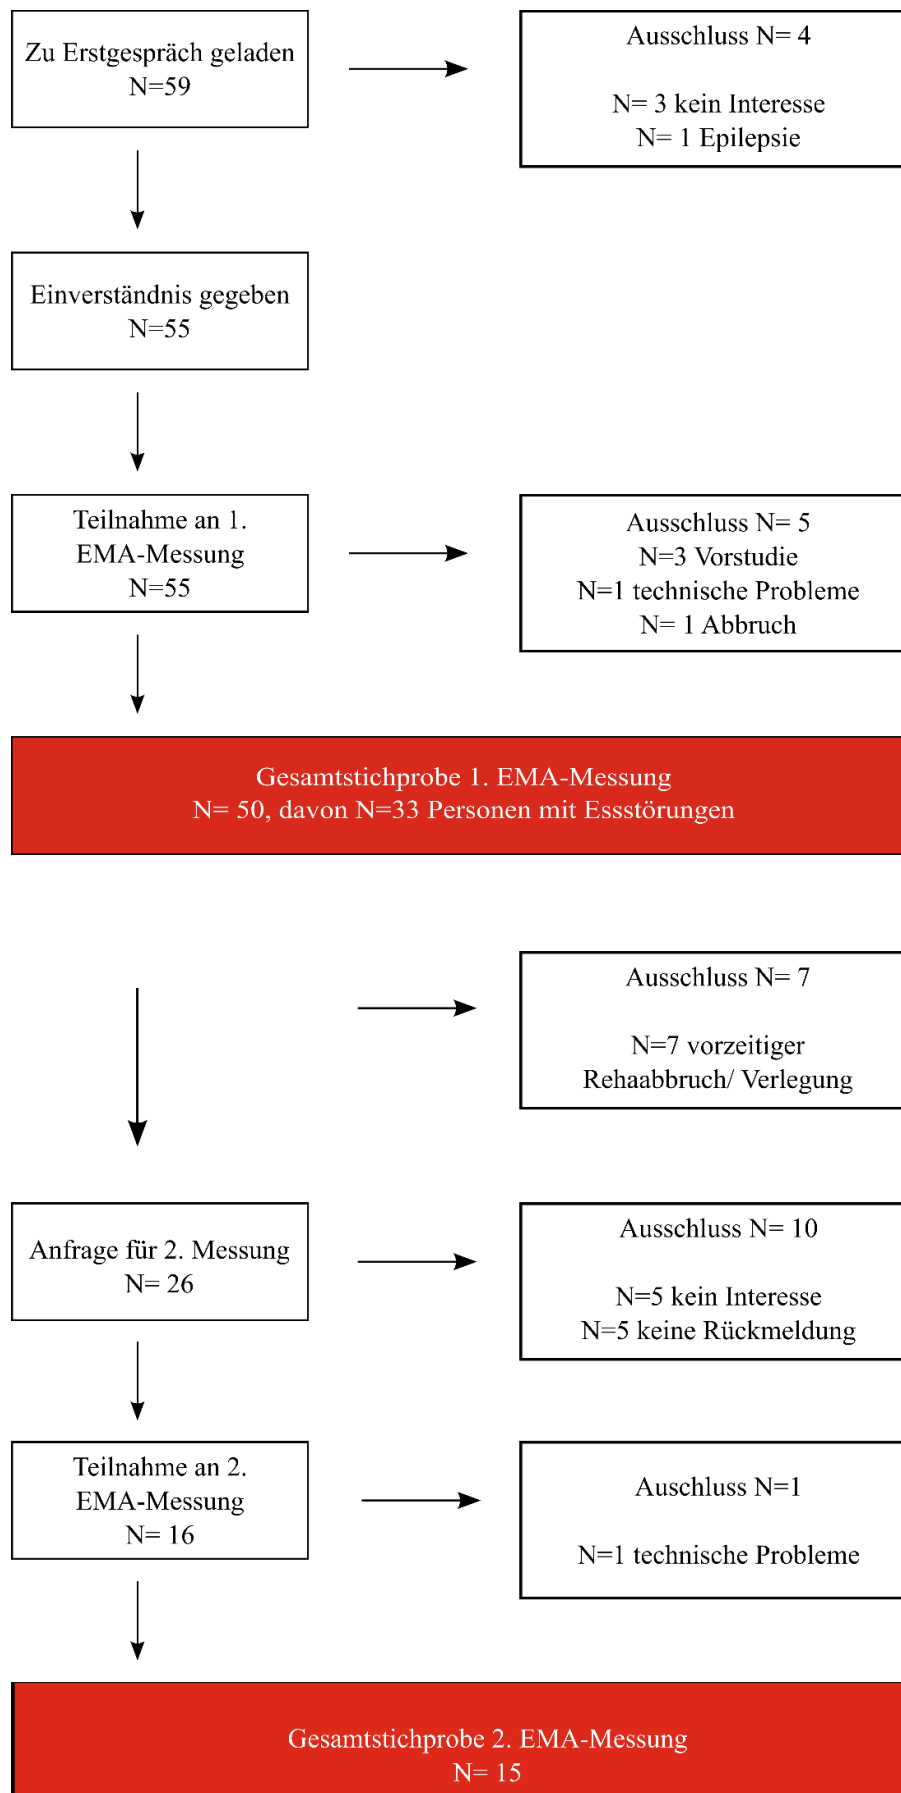 Zu Erstgespräch geladen
N=59
Ausschluss N= 4
N= 3 kein Interesse
N= 1 Epilepsie
Einverständnis gegeben
N=55
Teilnahme an 1.
EMA-Messung
N=55
Ausschluss N= 5
N=3 Vorstudie
N=1 technische Probleme
N= 1 Abbruch
Gesamtstichprobe 1. EMA-Messung
N= 50, davon N=33 Personen mit Essstörungen
Ausschluss N= 7
N=7 vorzeitiger
Rehaabbruch/ Verlegung
Anfrage für 2. Messung
N= 26
Ausschluss N= 10
N=5 kein Interesse
N=5 keine Rückmeldung
Teilnahme an 2.
EMA-Messung
N= 16
Auschluss N=1
N=1 technische Probleme
Gesamtstichprobe 2. EMA-Messung
N= 15